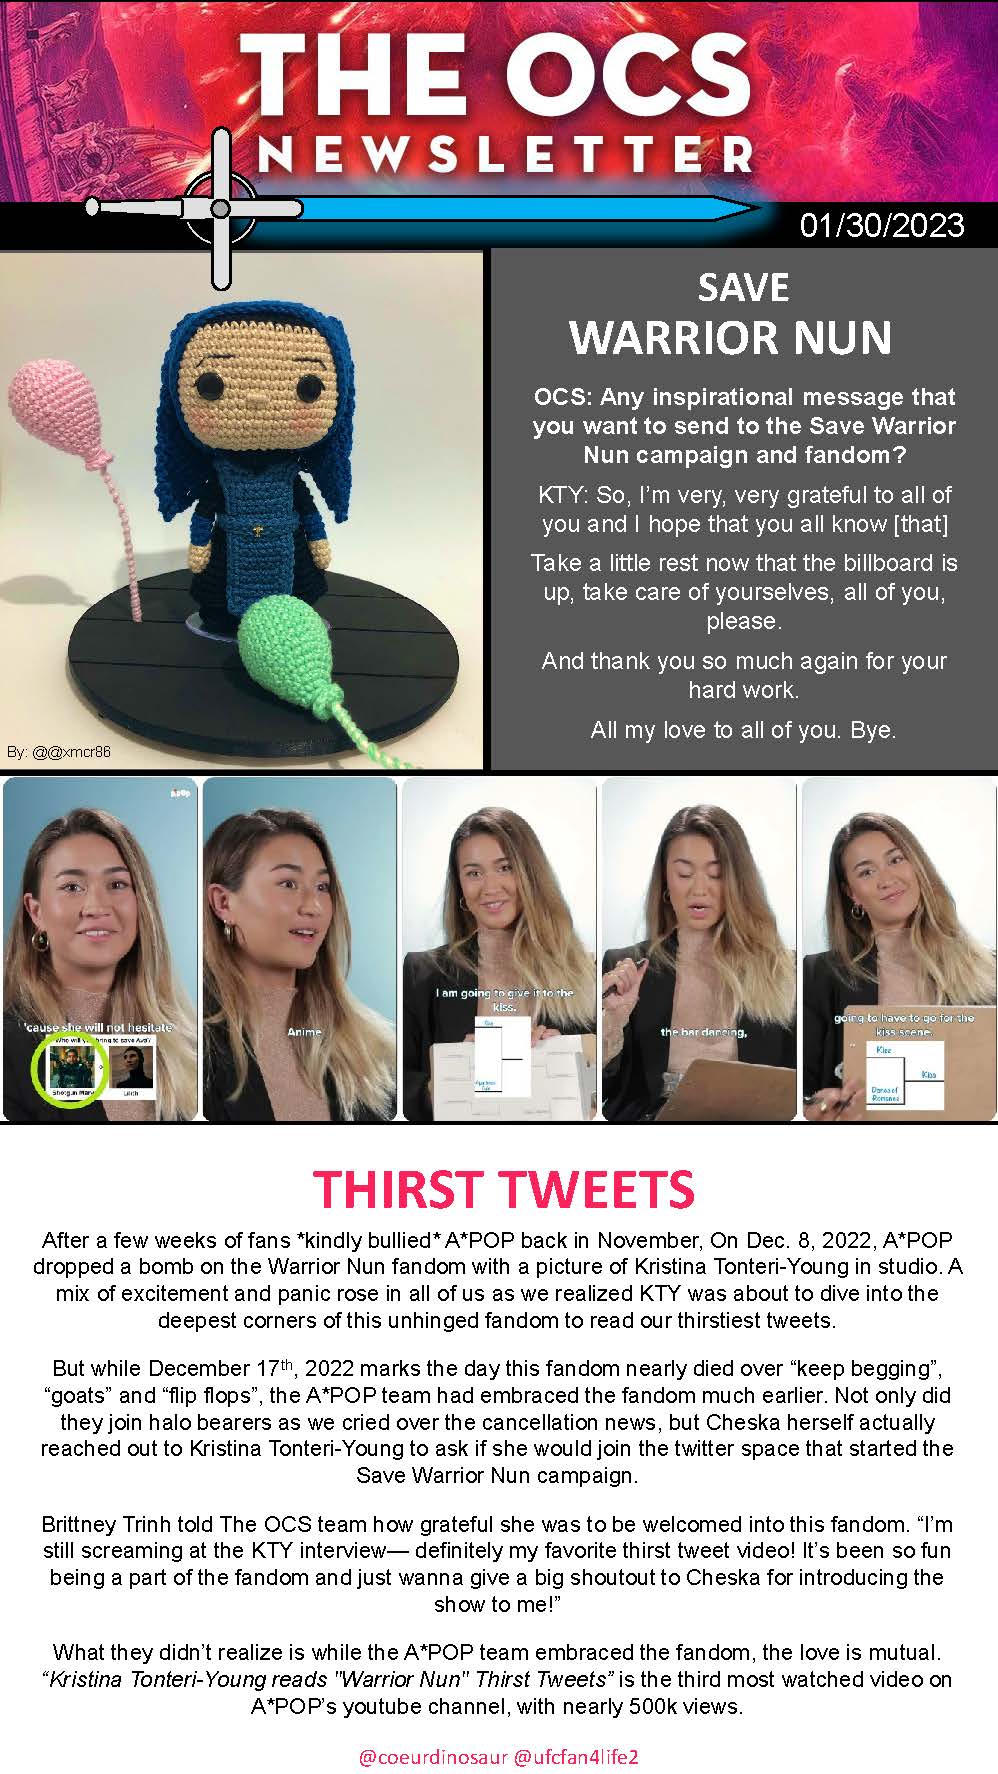 THE OCS
NEWSLETTER
01/30/2023
SAVE
WARRIOR NUN
OCS: Any inspirational message that
you want to send to the Save Warrior
Nun campaign and fandom?
KTY: So, I'm very, very grateful to all of
you and I hope that you all know [that]
Take a little rest now that the billboard is
up, take care of yourselves, all of you,
please.
And thank you so much again for your
hard work.
All my love to all of you. Bye.
By: @@xmcr86
APOP
'cause she will not hesitate
Who will you bring to save Ava?
Shotgun Mary
Lilith
Anime
I am going to give it to the
kiss.
the bar dancing,
going to have to go for the
kiss scene.
Kiss
Kiss
Dance of
Romance
THIRST TWEETS
After a few weeks of fans *kindly bullied* A*POP back in November, On Dec. 8, 2022, A*POP
dropped a bomb on the Warrior Nun fandom with a picture of Kristina Tonteri-Young in studio. A
mix of excitement and panic rose in all of us as we realized KTY was about to dive into the
deepest corners of this unhinged fandom to read our thirstiest tweets.
But while December 17th, 2022 marks the day this fandom nearly died over “keep begging”,
“goats” and “flip flops”, the A*POP team had embraced the fandom much earlier. Not only did
they join halo bearers as we cried over the cancellation news, but Cheska herself actually
reached out to Kristina Tonteri-Young to ask if she would join the twitter space that started the
Save Warrior Nun campaign.
Brittney Trinh told The OCS team how grateful she was to be welcomed into this fandom. “I’m
still screaming at the KTY interview— definitely my favorite thirst tweet video! It’s been so fun
being a part of the fandom and just wanna give a big shoutout to Cheska for introducing the
show to me!”
What they didn’t realize is while the A*POP team embraced the fandom, the love is mutual.
“Kristina Tonteri-Young reads "Warrior Nun" Thirst Tweets” is the third most watched video on
A*POP’s youtube channel, with nearly 500k views.
@coeurdinosaur @ufcfan4life2